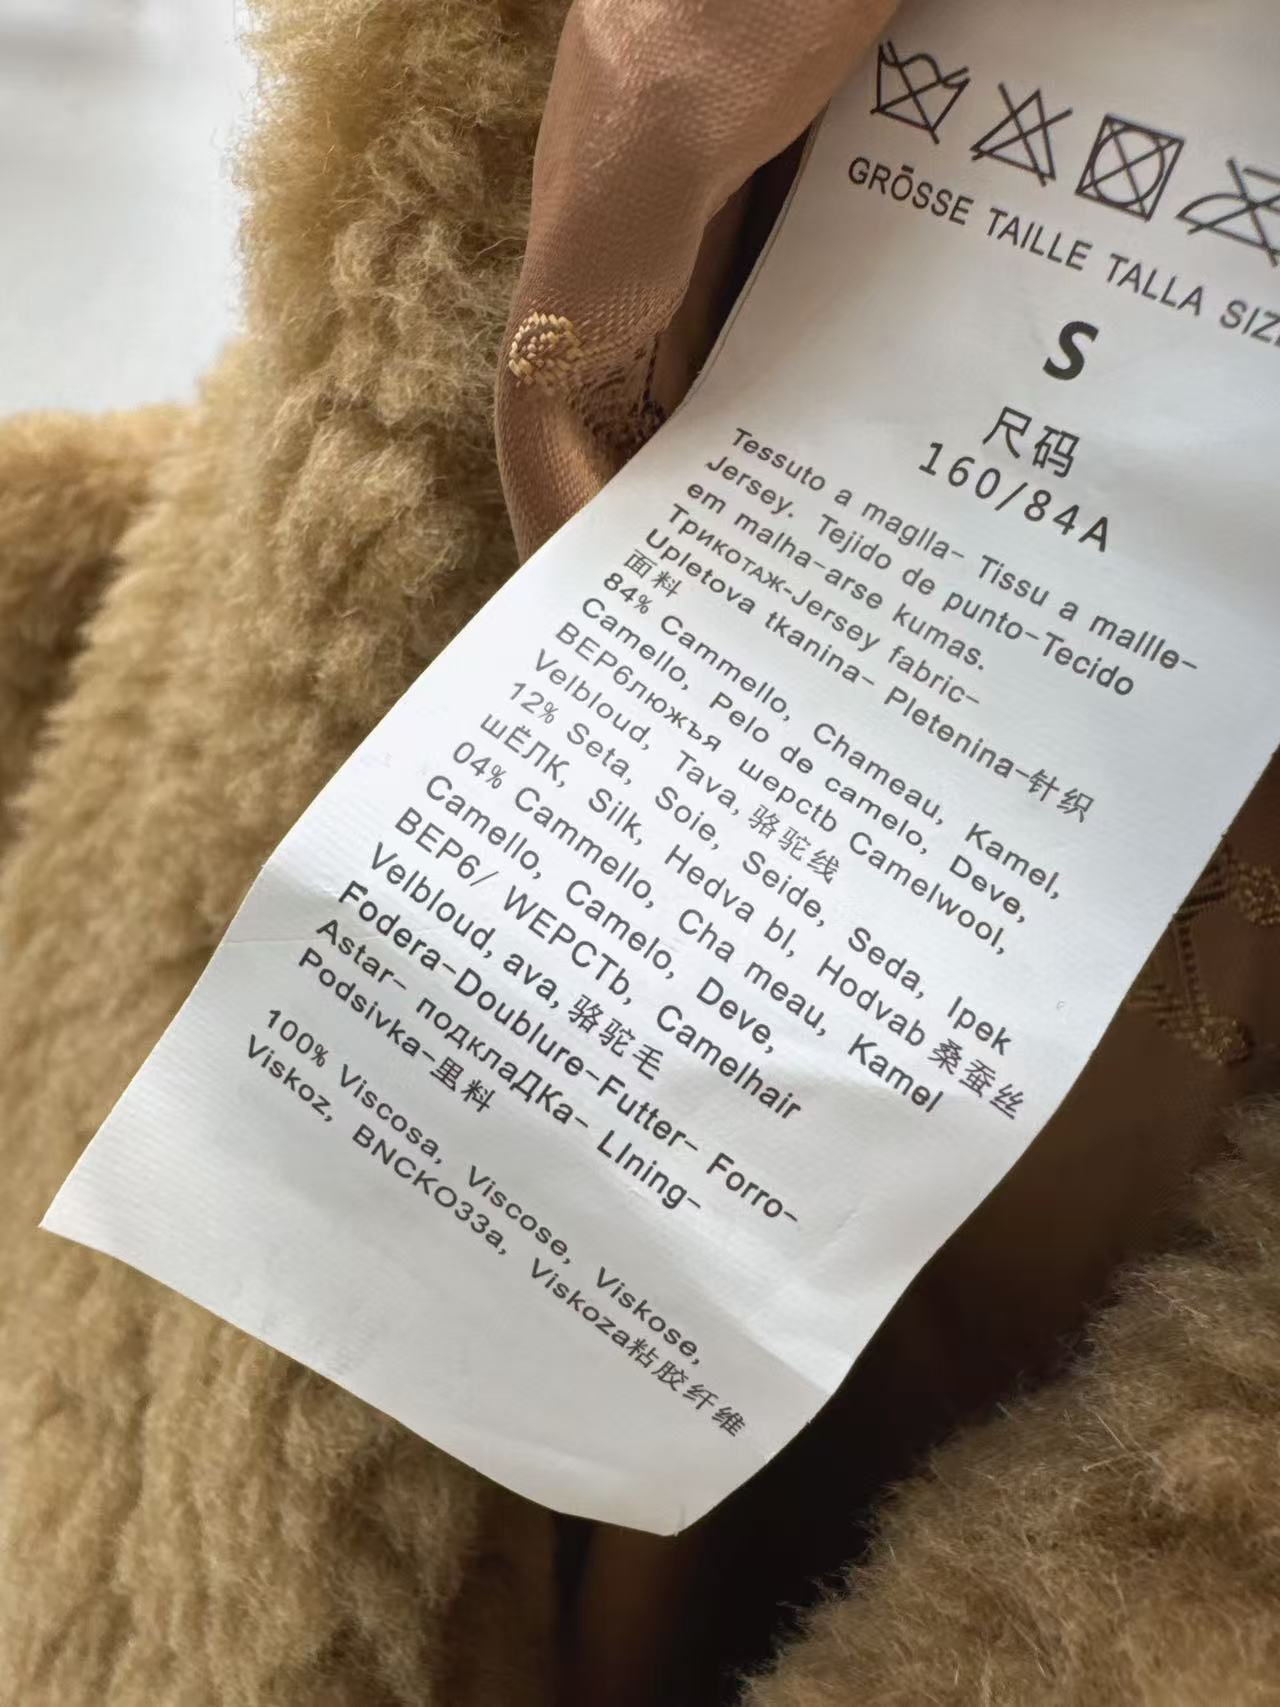 GRŌSSE TAILLE TALLA
S
尺码
160/84A
Tessuto a maglla- Tissu a mallle-
Jersey. Tejido de punto-Tecido
em malha-arse kumas.
Трикотаж-Jersey fabric-
Upletova tkanina- Pletenina-针织
面料
84% Cammello, Chameau, Kamel,
Camello, Pelo de camelo, Deve,
BEP6люжъя шepctb Camelwool,
Velbloud, Tava,骆驼线
12% Seta, Soie, Seide, Seda, Ipek
шЁЛК, Silk, Hedva bl, Hodvab 桑蚕丝
04% Cammello, Cha meau, Kamel
Camello, Camelo, Deve,
BEP6/ WEPCTb, Camelhair
Velbloud, ava,骆驼毛
Fodera-Doublure-Futter- Forro-
Astar- подклаДКа- LIning-
Podsivka-里料
100% Viscosa, Viscose, Viskose,
Viskoz, BNCKO33a, Viskoza粘胶纤维